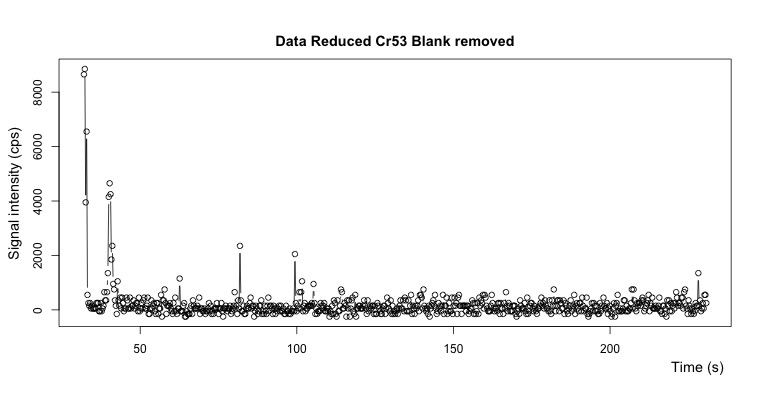 Data Reduced Cr53 Blank removed
Signal intensity (cps)
8000
6000
4000
2000
0
50 100 150 200
Time (s)